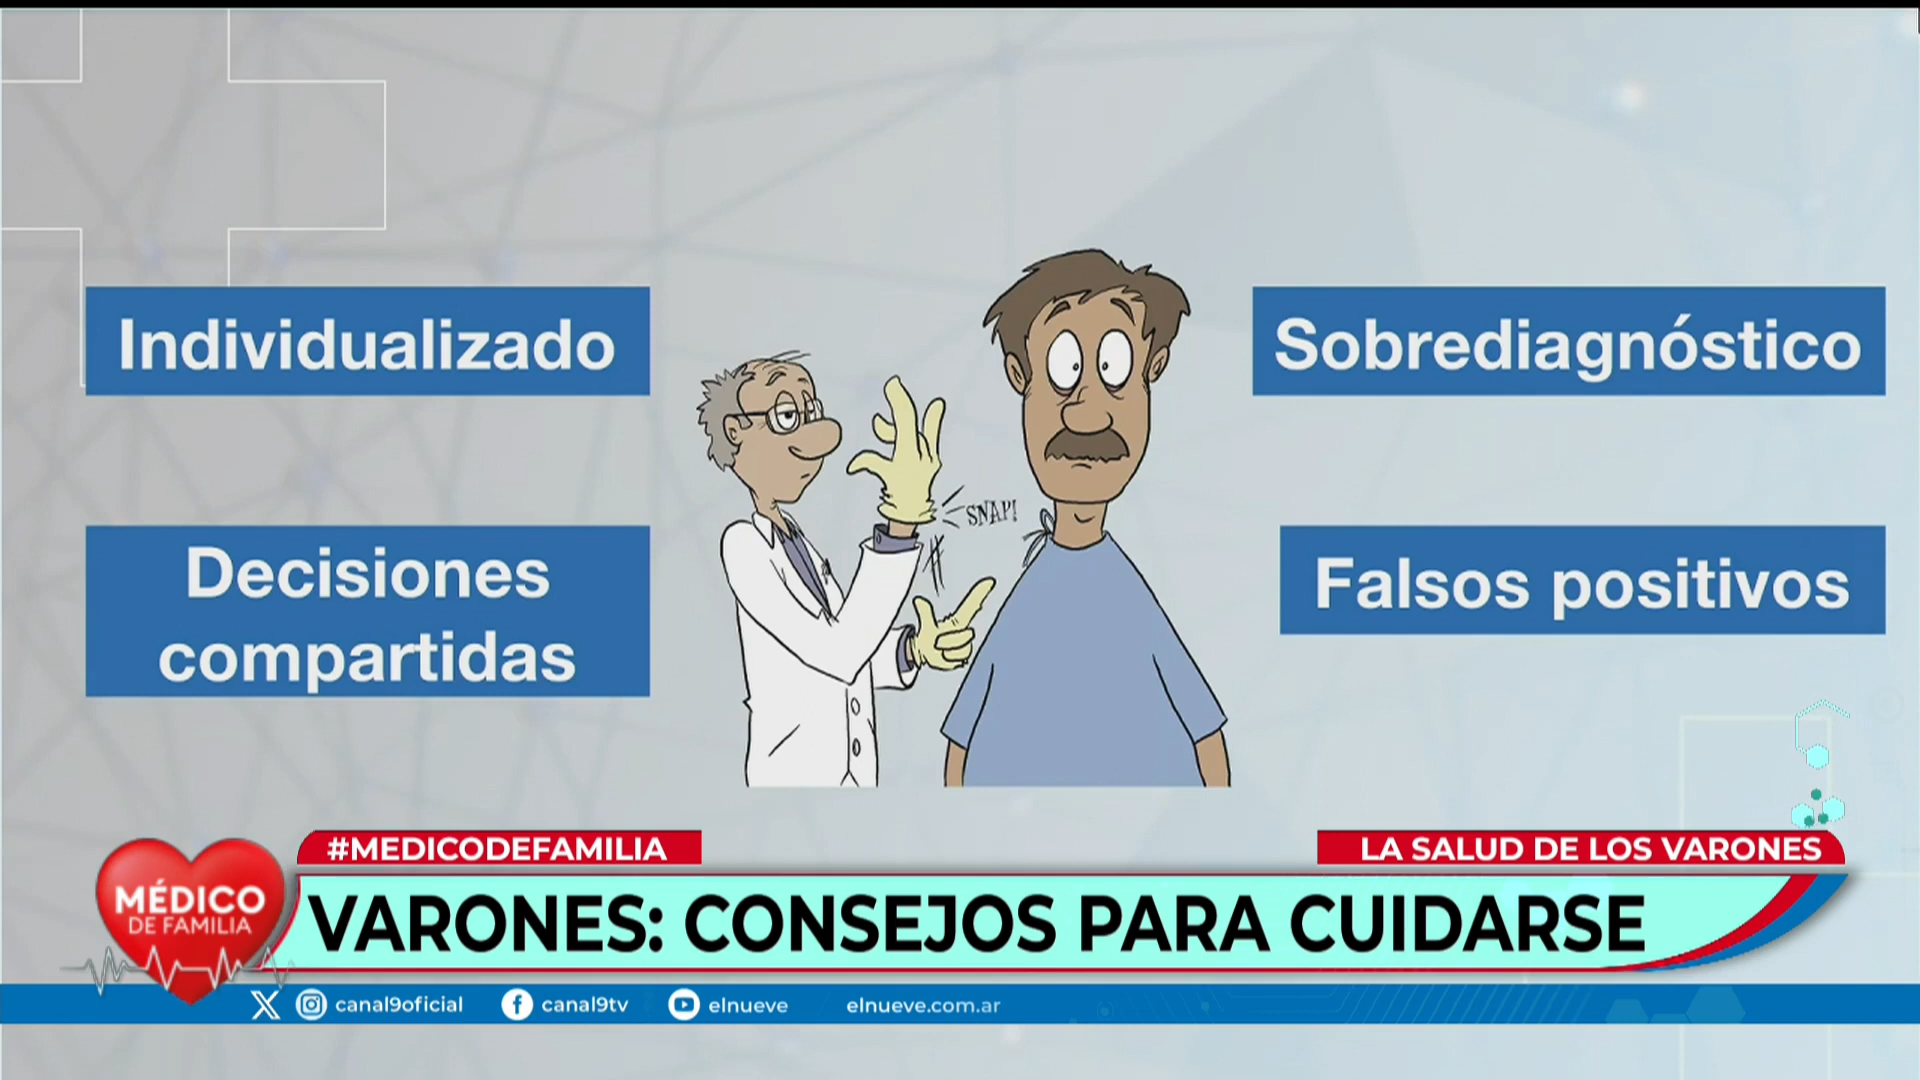 Individualizado
Sobrediagnóstico
Decisiones
compartidas
Falsos positivos
SNAP!
#MEDICODEFAMILIA
LA SALUD DE LOS VARONES
MÉDICO
DE FAMILIA
VARONES: CONSEJOS PARA CUIDARSE
canal9oficial
canal9tv
elnueve
elnueve.com.ar